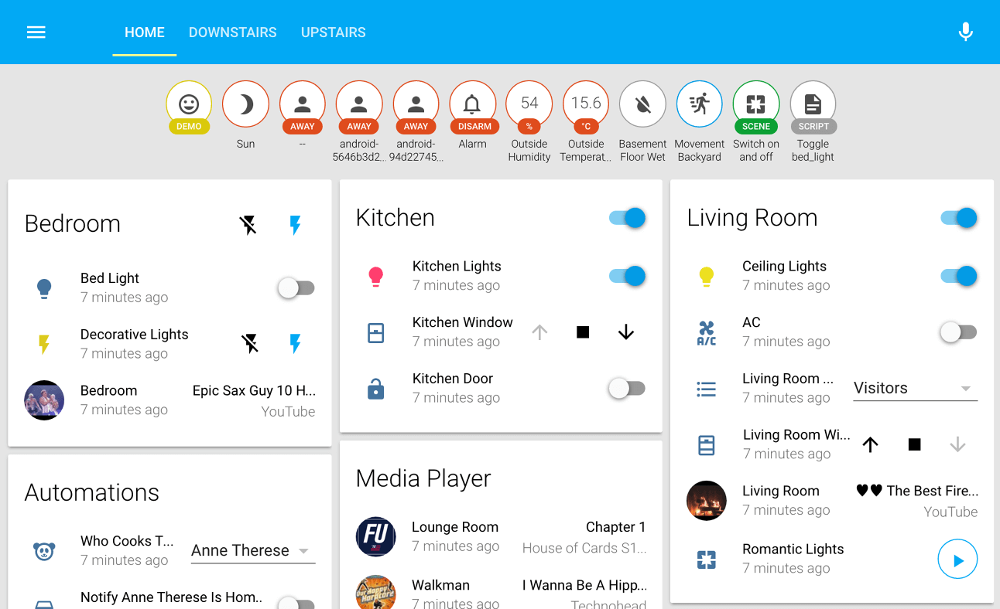 HOME DOWNSTAIRS UPSTAIRS
DEMO
Sun
AWAY
--
AWAY
android-
5646b3d2...
AWAY
android-
94d22745...
DISARM
Alarm
54
%
Outside
Humidity
15.6
°C
Outside
Temperat...
Basement
Floor Wet
Movement
Backyard
SCENE
Switch on
and off
SCRIPT
Toggle
bed_light
Bedroom
Bed Light
7 minutes ago
Decorative Lights
7 minutes ago
Bedroom
7 minutes ago
Epic Sax Guy 10 H...
YouTube
Automations
Who Cooks T...
7 minutes ago
Anne Therese
Notify Anne Therese Is Hom..
Kitchen
Kitchen Lights
7 minutes ago
Kitchen Window
7 minutes ago
Kitchen Door
7 minutes ago
Media Player
FU
Lounge Room
7 minutes ago
Chapter 1
House of Cards S1...
Our Happy
Hardcore
Walkman
7 minutes ago
I Wanna Be A Hipp...
Technohead
Living Room
Ceiling Lights
7 minutes ago
A/C
AC
7 minutes ago
Living Room ...
7 minutes ago
Visitors
Living Room Wi...
7 minutes ago
Living Room
7 minutes ago
♥♥ The Best Fire...
YouTube
Romantic Lights
7 minutes ago